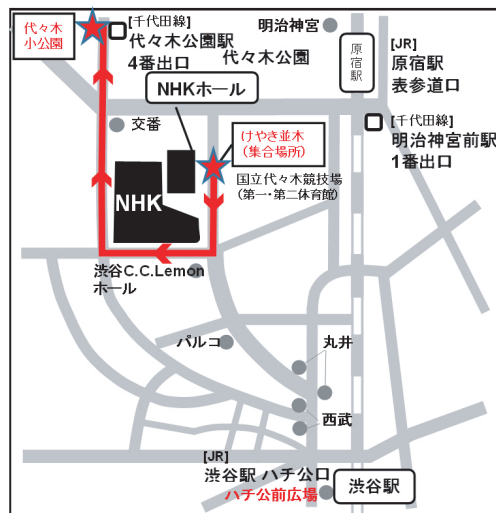 代々木
小公園
[千代田線]
代々木公園駅
4番出口
代々木公園
明治神宮
原宿駅
[JR]
原宿駅
表参道口
NHKホール
交番
けやき並木
(集合場所)
[千代田線]
明治神宮前駅
1番出口
国立代々木競技場
(第一・第二体育館)
NHK
渋谷C.C.Lemon
ホール
パルコ
丸井
西武
[JR]
渋谷駅 ハチ公口
ハチ公前広場
渋谷駅